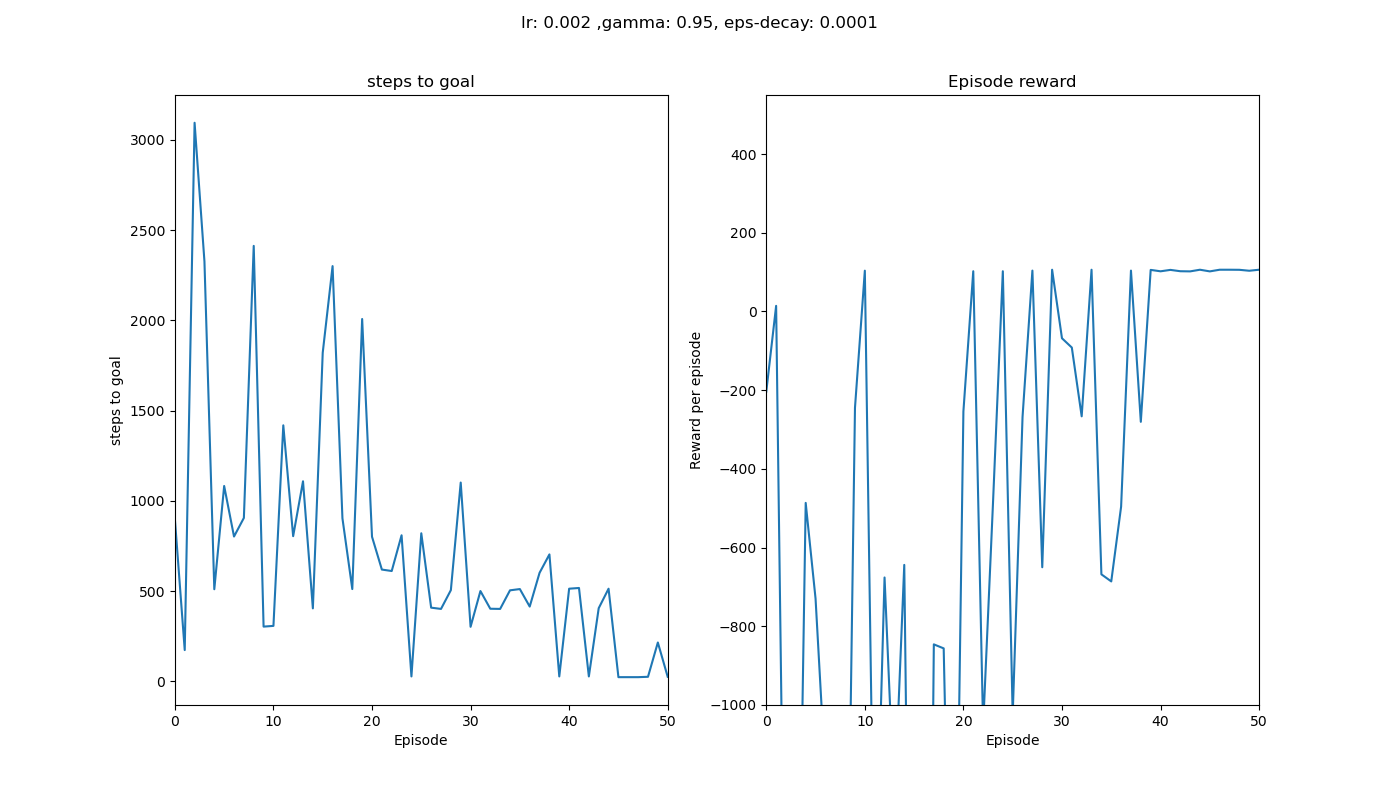 lr: 0.002 ,gamma: 0.95, eps-decay: 0.0001
steps to goal
3000
2500
2000
1500
1000
500
0
steps to goal
0 10 20 30 40 50
Episode
Episode reward
400
200
0
−200
−400
−600
−800
−1000
Reward per episode
0 10 20 30 40 50
Episode